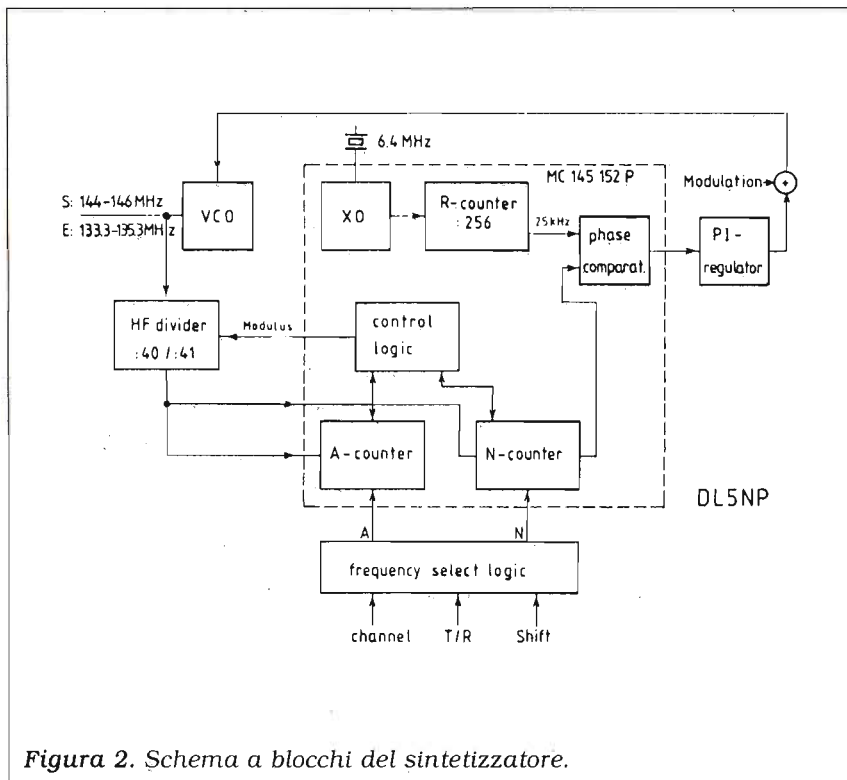 6.4 MHz
MC 145 152 P
Modulation
+
S: 144-146 MHz
E: 133.3-135.3 MHz
VCO
XO
R-counter
:256
25kHz
phase
comparat.
PI-
regulator
HF divider
:40 / :41
Modulus
control
logic
A-counter
N-counter
DL5NP
A
N
frequency select logic
channel
T/R
Shift
Figura 2. Schema a blocchi del sintetizzatore.